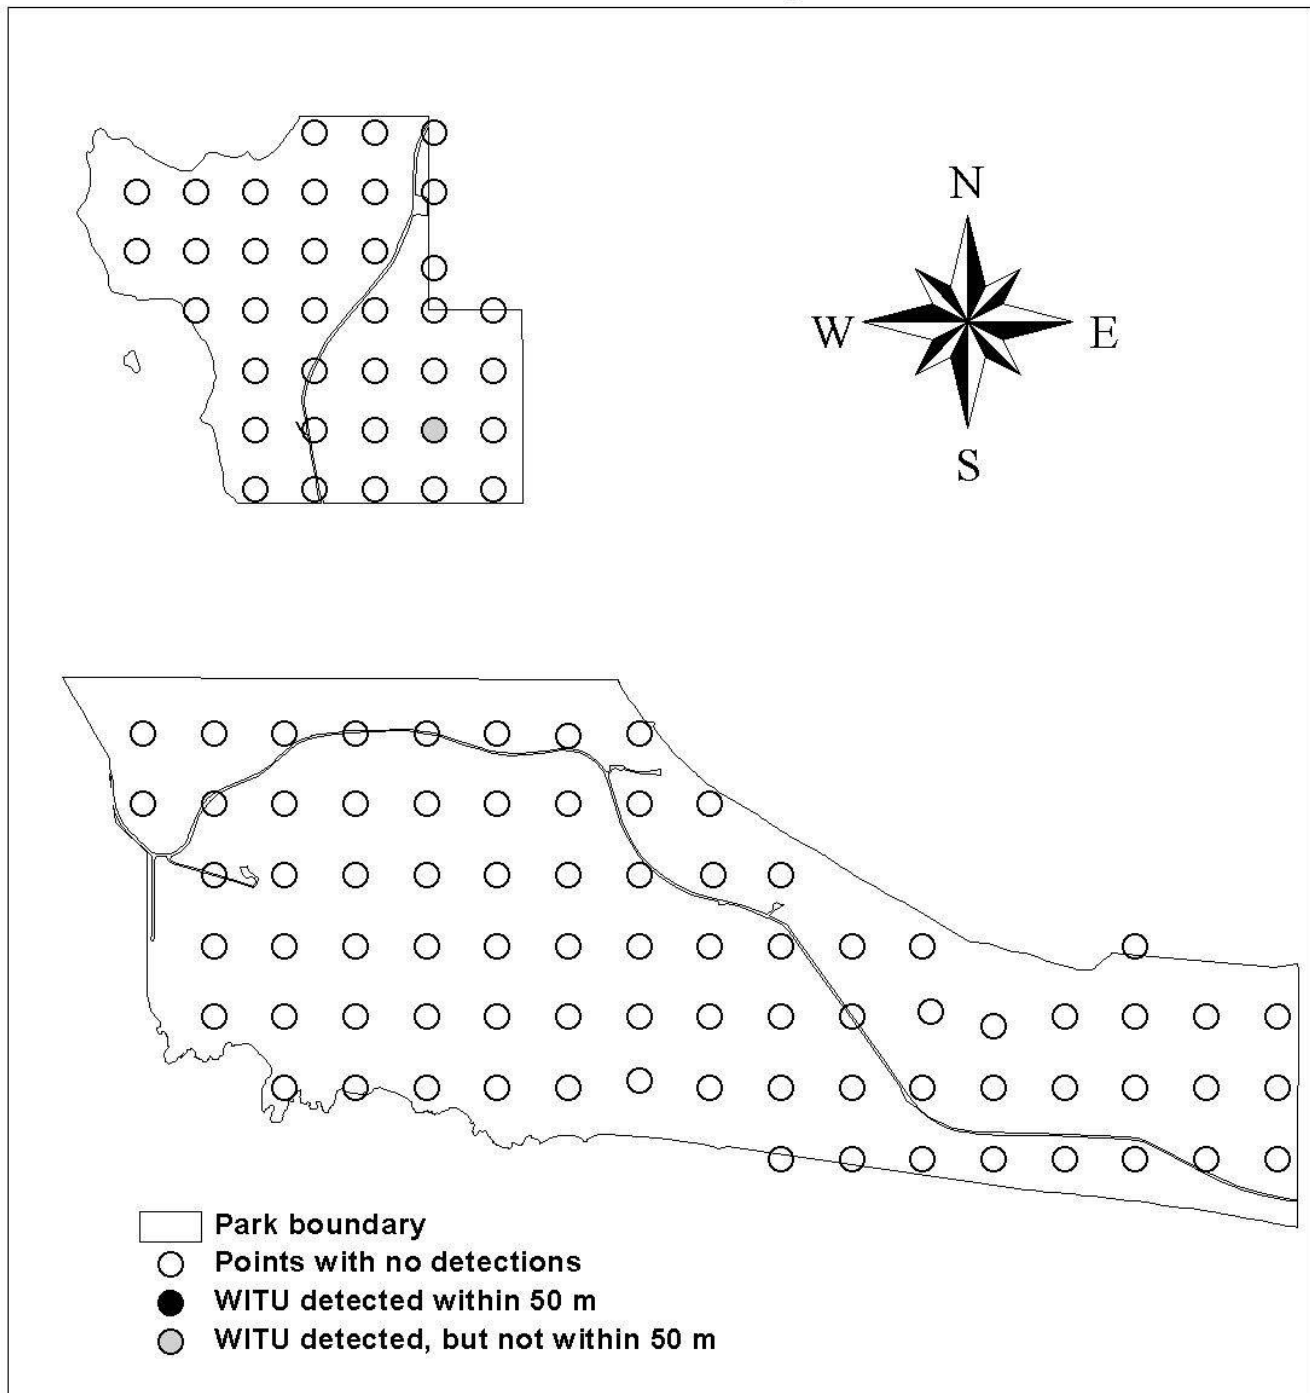 N
W
E
S
Park boundary
Points with no detections
WITU detected within 50 m
WITU detected, but not within 50 m